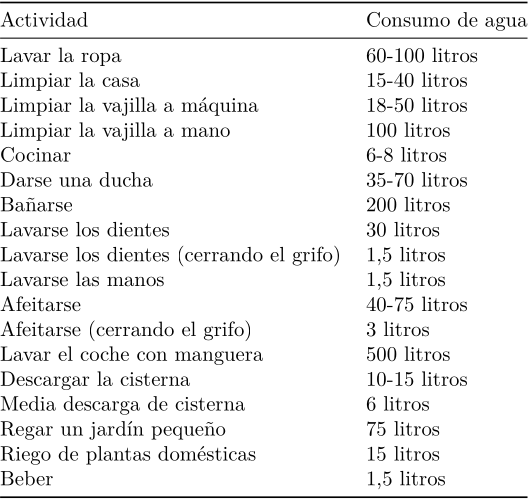 Actividad Consumo de agua
Lavar la ropa 60-100 litros
Limpiar la casa 15-40 litros
Limpiar la vajilla a máquina 18-50 litros
Limpiar la vajilla a mano 100 litros
Cocinar 6-8 litros
Darse una ducha 35-70 litros
Bañarse 200 litros
Lavarse los dientes 30 litros
Lavarse los dientes (cerrando el grifo) 1,5 litros
Lavarse las manos 1,5 litros
Afeitarse 40-75 litros
Afeitarse (cerrando el grifo) 3 litros
Lavar el coche con manguera 500 litros
Descargar la cisterna 10-15 litros
Media descarga de cisterna 6 litros
Regar un jardín pequeño 75 litros
Riego de plantas domésticas 15 litros
Beber 1,5 litros